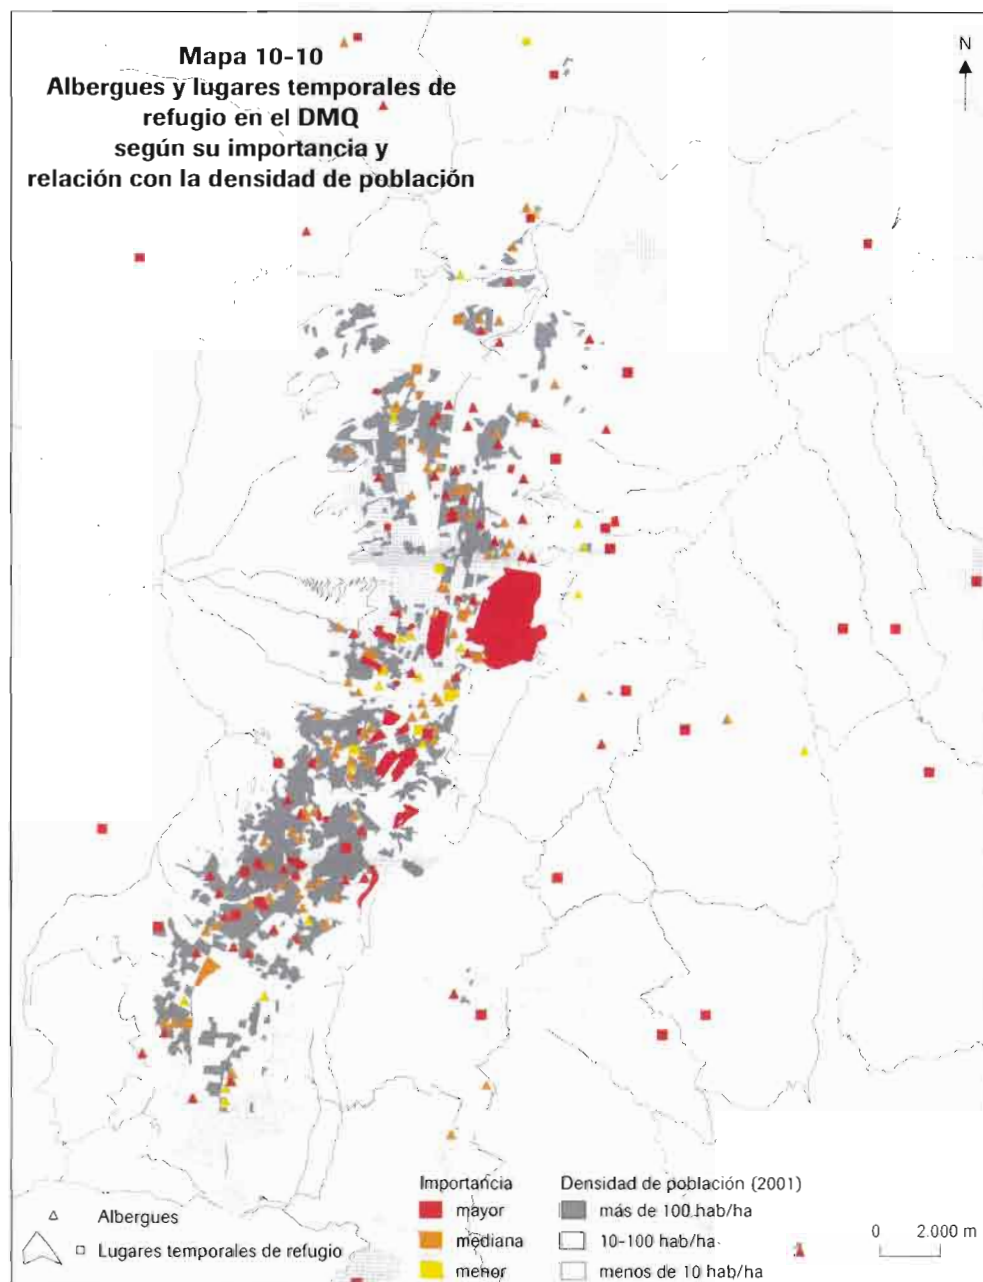 Mapa 10-10
Albergues y lugares temporales de
refugio en el DMQ
según su importancia y
relación con la densidad de población
N
Importancia
mayor
mediana
menor
Densidad de población (2001)
más de 100 hab/ha
10-100 hab/ha
menos de 10 hab/ha
Albergues
Lugares temporales de refugio
0 2.000 m